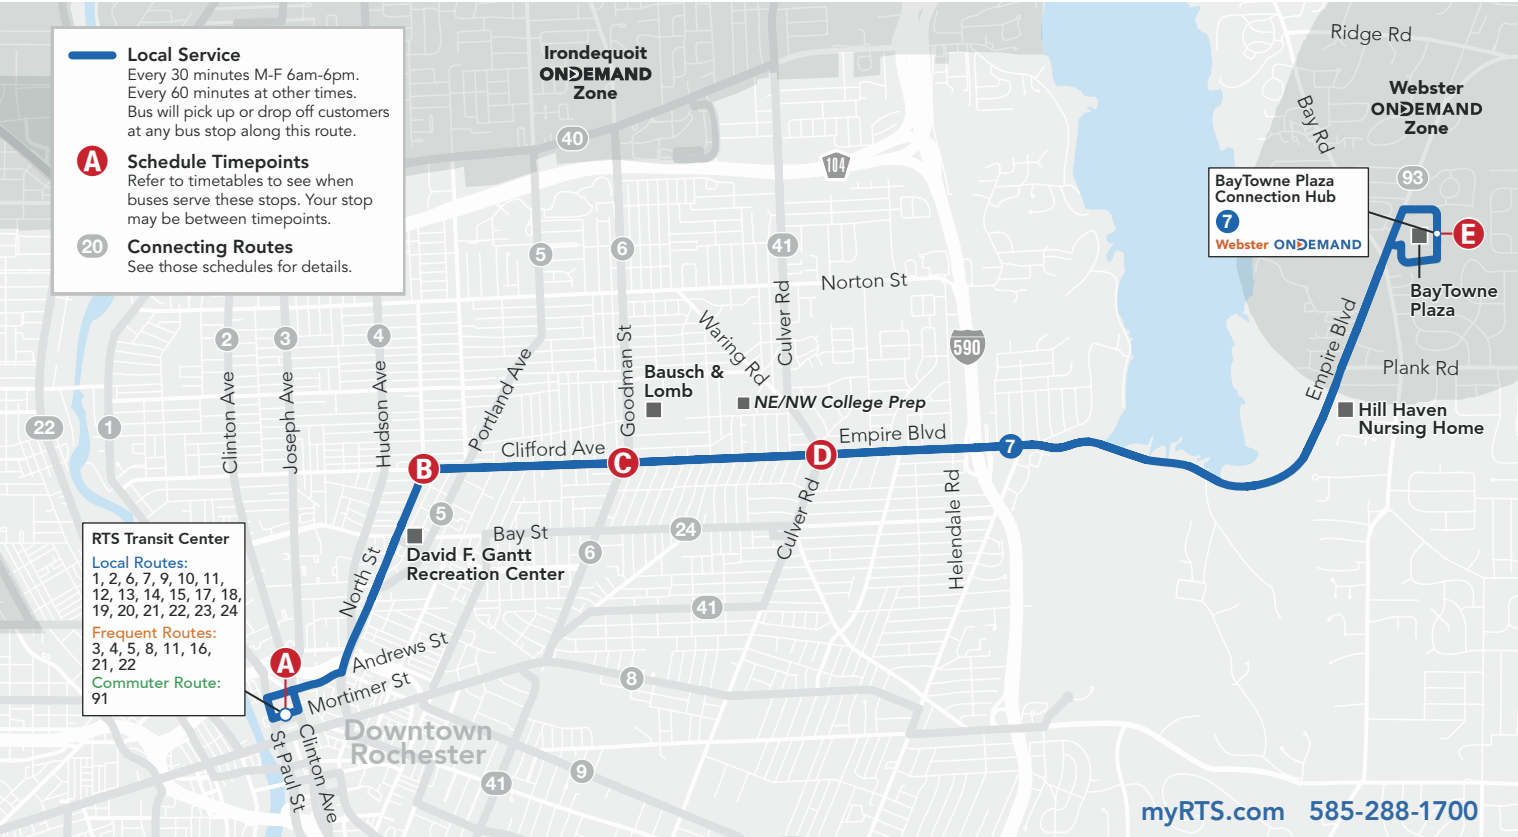 Local Service
Every 30 minutes M-F 6am-6pm.
Every 60 minutes at other times.
Bus will pick up or drop off customers
at any bus stop along this route.
A
Schedule Timepoints
Refer to timetables to see when
buses serve these stops. Your stop
may be between timepoints.
20
Connecting Routes
See those schedules for details.
Irondequoit
ONDEMAND
Zone
40
104
Ridge Rd
Webster
ONDEMAND
Zone
Bay Rd
93
BayTowne Plaza
Connection Hub
7
Webster ONDEMAND
E
BayTowne
Plaza
5
6
41
Norton St
Culver Rd
590
2
3
4
Clinton Ave
Joseph Ave
Hudson Ave
Portland Ave
Goodman St
Waring Rd
Bausch &
Lomb
NE/NW College Prep
Empire Blvd
Plank Rd
Hill Haven
Nursing Home
22
1
B
Clifford Ave
C
D
Empire Blvd
7
5
Bay St
24
6
Culver Rd
Helendale Rd
David F. Gantt
Recreation Center
North St
41
RTS Transit Center
Local Routes:
1, 2, 6, 7, 9, 10, 11,
12, 13, 14, 15, 17, 18,
19, 20, 21, 22, 23, 24
Frequent Routes:
3, 4, 5, 8, 11, 16,
21, 22
Commuter Route:
91
A
Andrews St
Mortimer St
8
Downtown
Rochester
St Paul St
Clinton Ave
41
9
myRTS.com 585-288-1700